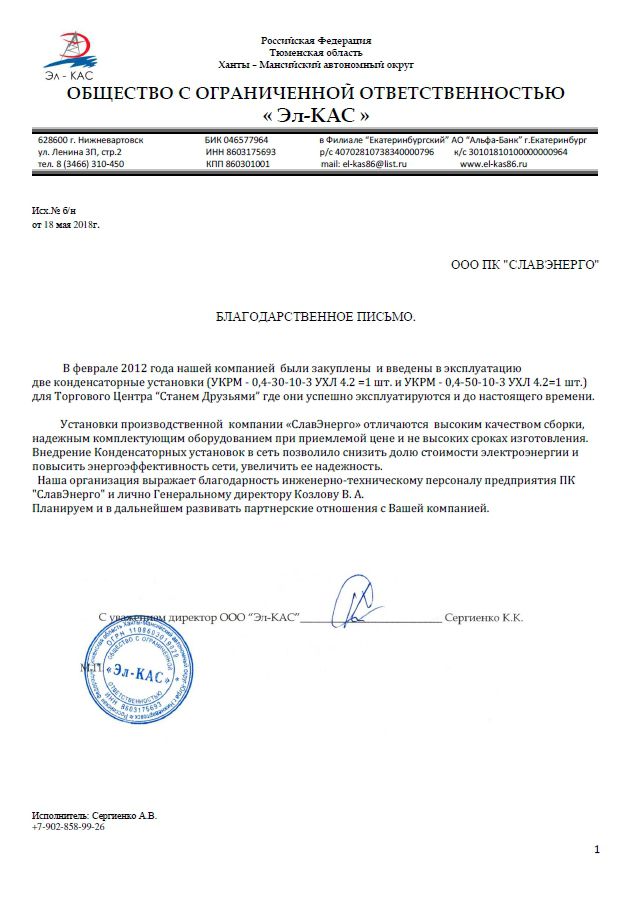 Эл - КАС
Российская Федерация
Тюменская область
Ханты – Мансийский автономный округ
ОБЩЕСТВО С ОГРАНИЧЕННОЙ ОТВЕТСТВЕННОСТЬЮ
« Эл-КАС »
628600 г. Нижневартовск БИК 046577964 в Филиале “Екатеринбургский” АО “Альфа-Банк” г.Екатеринбург
ул. Ленина 3П, стр.2 ИНН 8603175693 р/с 40702810738340000796 к/с 30101810100000000964
тел. 8 (3466) 310-450 КПП 860301001 mail: el-kas86@list.ru www.el-kas86.ru
Исх.№ б/н
от 18 мая 2018г.
ООО ПК "СЛАВЭНЕРГО"
БЛАГОДАРСТВЕННОЕ ПИСЬМО.
В феврале 2012 года нашей компанией были закуплены и введены в эксплуатацию
две конденсаторные установки (УКРМ - 0,4-30-10-3 УХЛ 4.2 =1 шт. и УКРМ - 0,4-50-10-3 УХЛ 4.2=1 шт.)
для Торгового Центра “Станем Друзьями” где они успешно эксплуатируются и до настоящего времени.
Установки производственной компании «СлавЭнерго» отличаются высоким качеством сборки,
надежным комплектующим оборудованием при приемлемой цене и не высоких сроках изготовления.
Внедрение Конденсаторных установок в сеть позволило снизить долю стоимости электроэнергии и
повысить энергоэффективность сети, увеличить ее надежность.
Наша организация выражает благодарность инженерно-техническому персоналу предприятия ПК
"СлавЭнерго" и лично Генеральному директору Козлову В. А.
Планируем и в дальнейшем развивать партнерские отношения с Вашей компанией.
С уважением директор ООО “Эл-КАС”__________________________ Сергиенко К.К.
М.П.
ОГРН 1108603019029
ОБЩЕСТВО С ОГРАНИЧЕННОЙ
« Эл-КАС»
ОТВЕТСТВЕННОСТЬЮ
ИНН 8603175693
Исполнитель: Сергиенко А.В.
+7-902-858-99-26
1